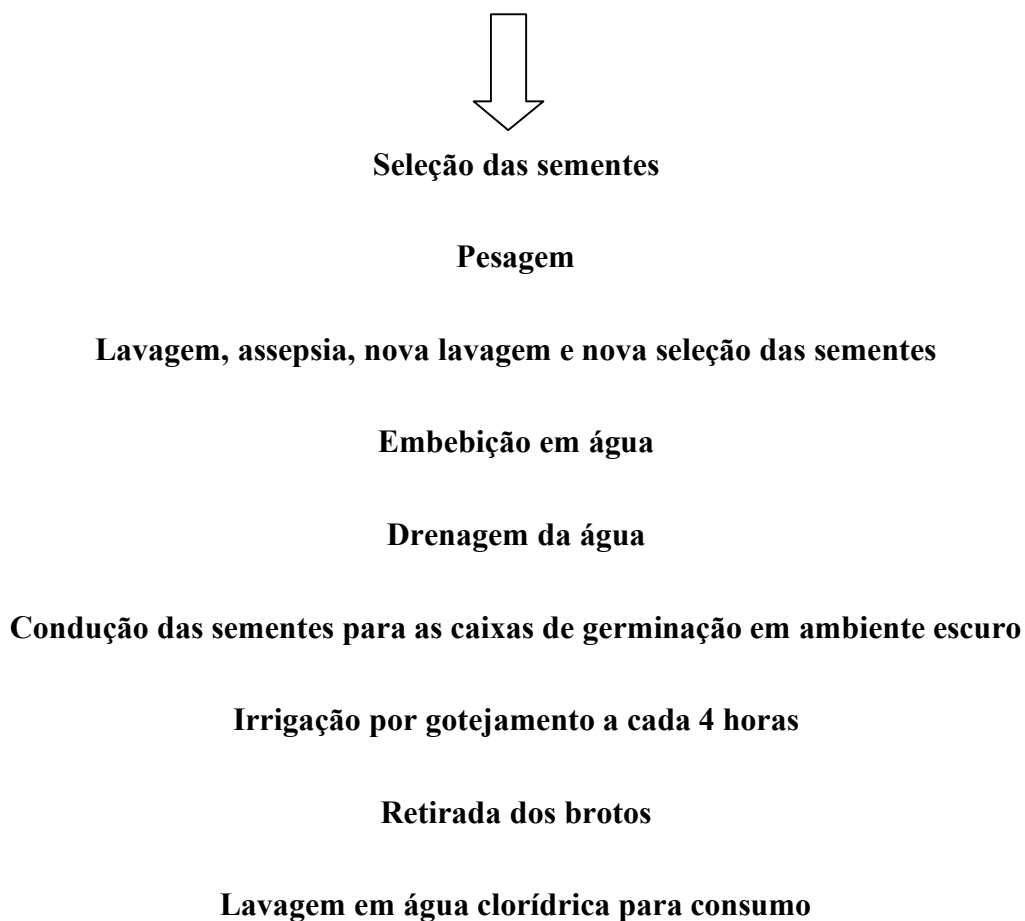 Seleção das sementes
Pesagem
Lavagem, assepsia, nova lavagem e nova seleção das sementes
Embebição em água
Drenagem da água
Condução das sementes para as caixas de germinação em ambiente escuro
Irrigação por gotejamento a cada 4 horas
Retirada dos brotos
Lavagem em água clorídrica para consumo